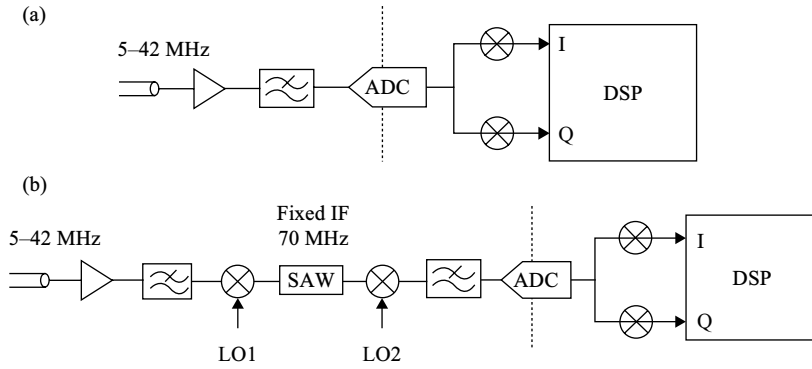 (a)
5–42 MHz
ADC
I
Q
DSP
(b)
Fixed IF
70 MHz
5–42 MHz
SAW
LO1
LO2
ADC
I
Q
DSP